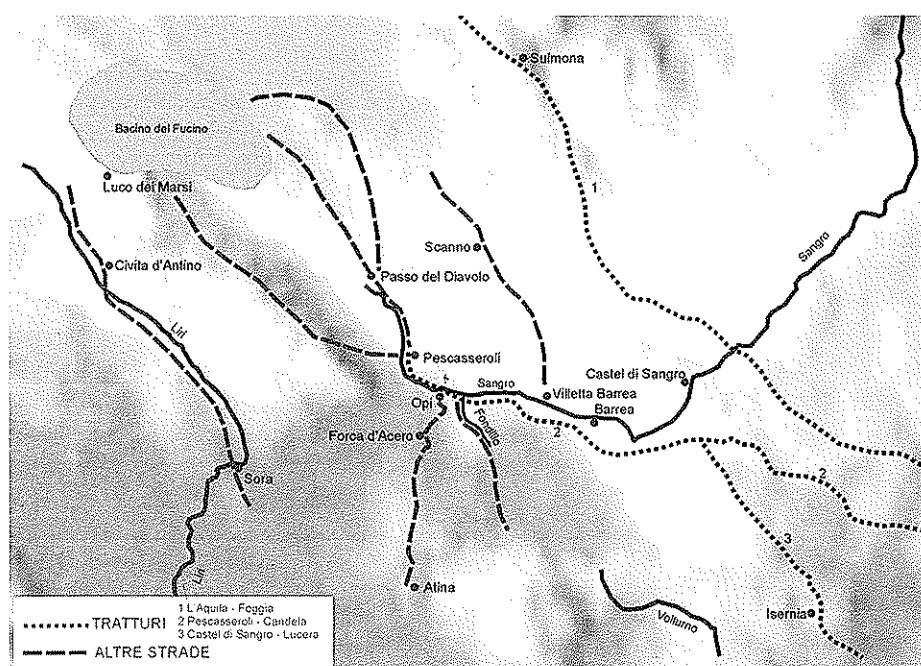 Sulmona
Bacino del Fucino
Luco dei Marsi
1
Scanno
Sangro
Civita d'Antino
Passo del Diavolo
Liri
Pescasseroli
Castel di Sangro
Sangro
Villetta Barrea
Opi
Barrea
Fondillo
2
Forca d'Acero
Sora
2
3
Liri
Atina
Volturno
Isernia
TRATTURI
1 L'Aquila - Foggia
2 Pescasseroli - Candela
3 Castel di Sangro - Lucera
ALTRE STRADE